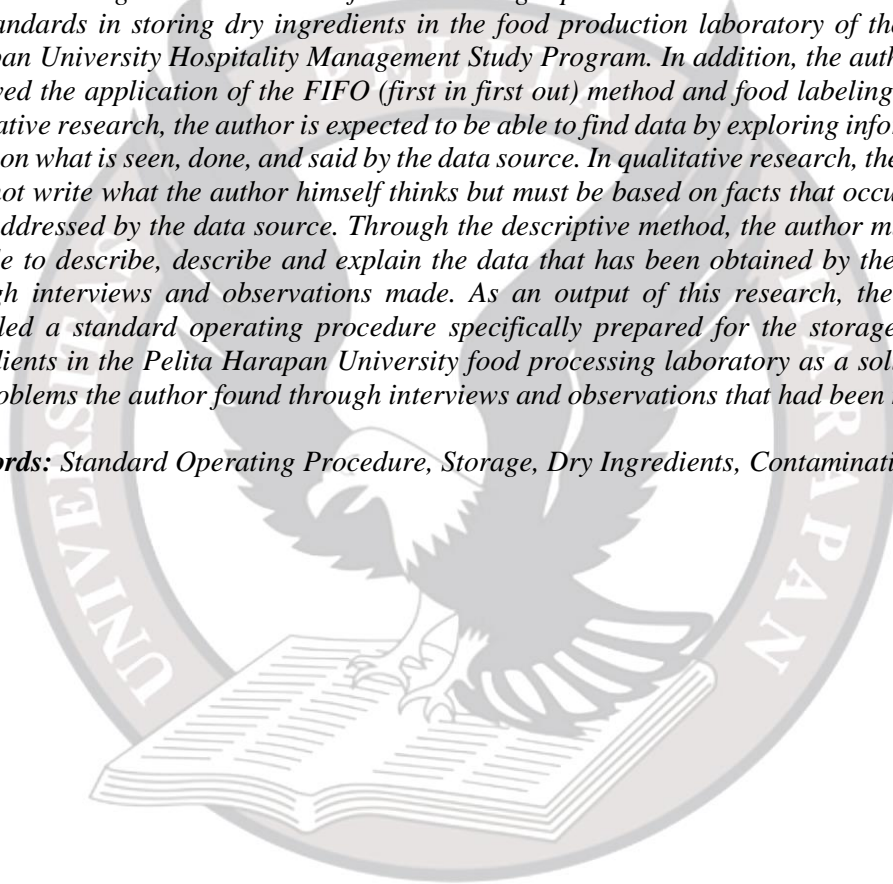 andards in storing dry ingredients in the food production laboratory of the
pan University Hospitality Management Study Program. In addition, the auth
ved the application of the FIFO (first in first out) method and food labeling
ative research, the author is expected to be able to find data by exploring info
on what is seen, done, and said by the data source. In qualitative research, the
not write what the author himself thinks but must be based on facts that occu
ddressed by the data source. Through the descriptive method, the author m
le to describe, describe and explain the data that has been obtained by the
gh interviews and observations made. As an output of this research, the
led a standard operating procedure specifically prepared for the storage
dients in the Pelita Harapan University food processing laboratory as a sol
oblems the author found through interviews and observations that had been
ords: Standard Operating Procedure, Storage, Dry Ingredients, Contaminati
UNIVERSITAS
PELITA
HARAPAN